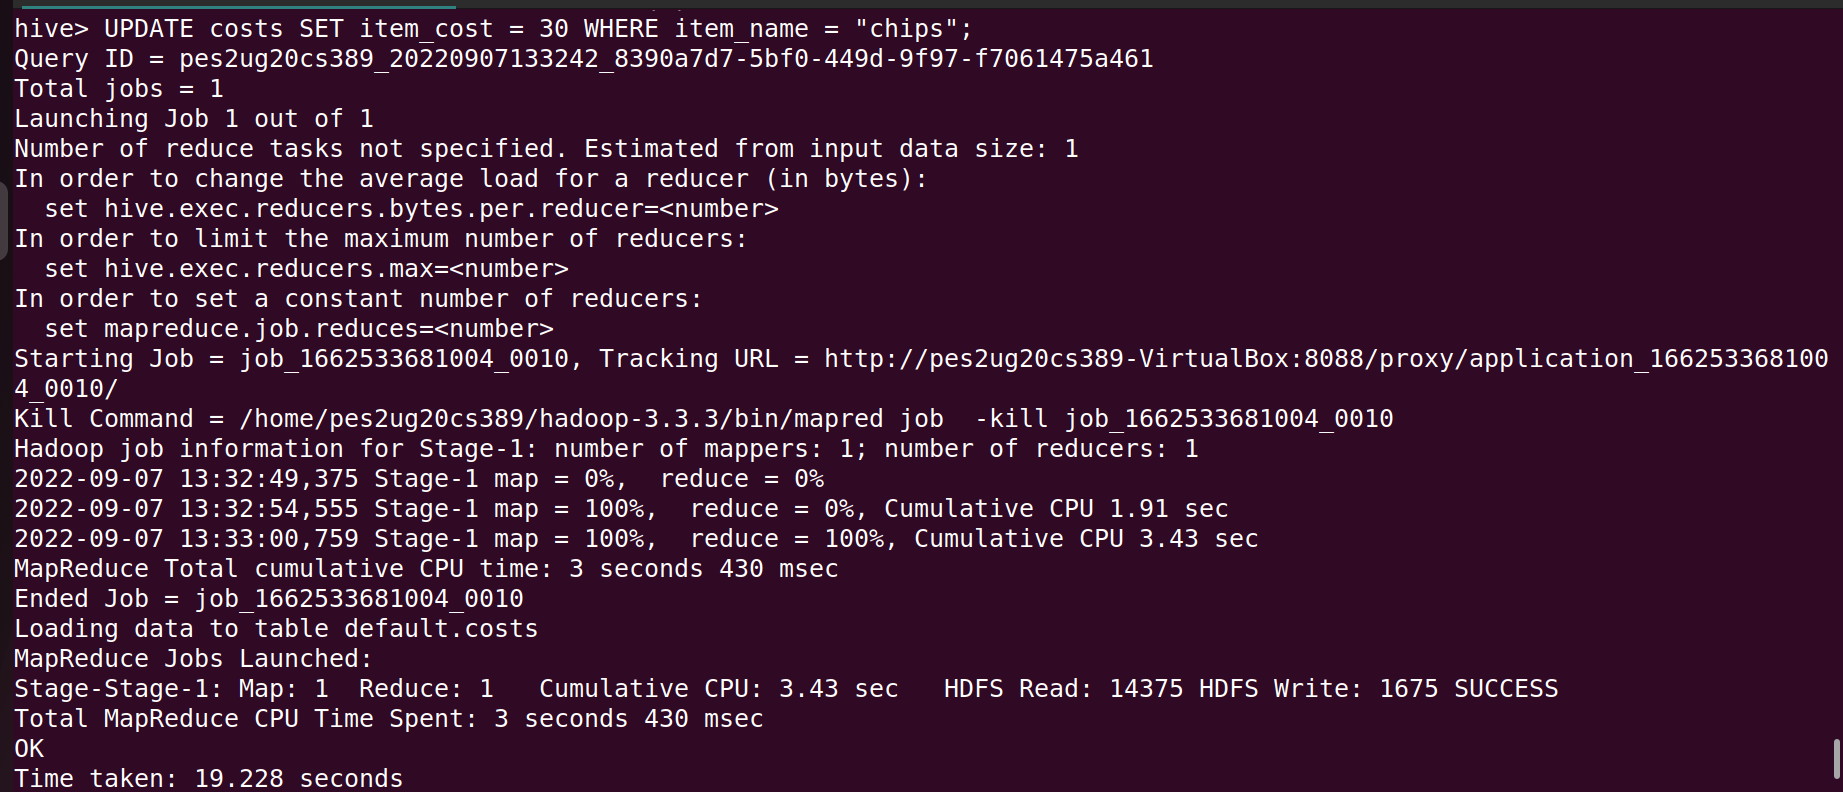 hive> UPDATE costs SET item_cost = 30 WHERE item_name = "chips";
Query ID = pes2ug20cs389_20220907133242_8390a7d7-5bf0-449d-9f97-f7061475a461
Total jobs = 1
Launching Job 1 out of 1
Number of reduce tasks not specified. Estimated from input data size: 1
In order to change the average load for a reducer (in bytes):
  set hive.exec.reducers.bytes.per.reducer=<number>
In order to limit the maximum number of reducers:
  set hive.exec.reducers.max=<number>
In order to set a constant number of reducers:
  set mapreduce.job.reduces=<number>
Starting Job = job_1662533681004_0010, Tracking URL = http://pes2ug20cs389-VirtualBox:8088/proxy/application_166253368100
4_0010/
Kill Command = /home/pes2ug20cs389/hadoop-3.3.3/bin/mapred job  -kill job_1662533681004_0010
Hadoop job information for Stage-1: number of mappers: 1; number of reducers: 1
2022-09-07 13:32:49,375 Stage-1 map = 0%,  reduce = 0%
2022-09-07 13:32:54,555 Stage-1 map = 100%,  reduce = 0%, Cumulative CPU 1.91 sec
2022-09-07 13:33:00,759 Stage-1 map = 100%,  reduce = 100%, Cumulative CPU 3.43 sec
MapReduce Total cumulative CPU time: 3 seconds 430 msec
Ended Job = job_1662533681004_0010
Loading data to table default.costs
MapReduce Jobs Launched:
Stage-Stage-1: Map: 1  Reduce: 1   Cumulative CPU: 3.43 sec   HDFS Read: 14375 HDFS Write: 1675 SUCCESS
Total MapReduce CPU Time Spent: 3 seconds 430 msec
OK
Time taken: 19.228 seconds